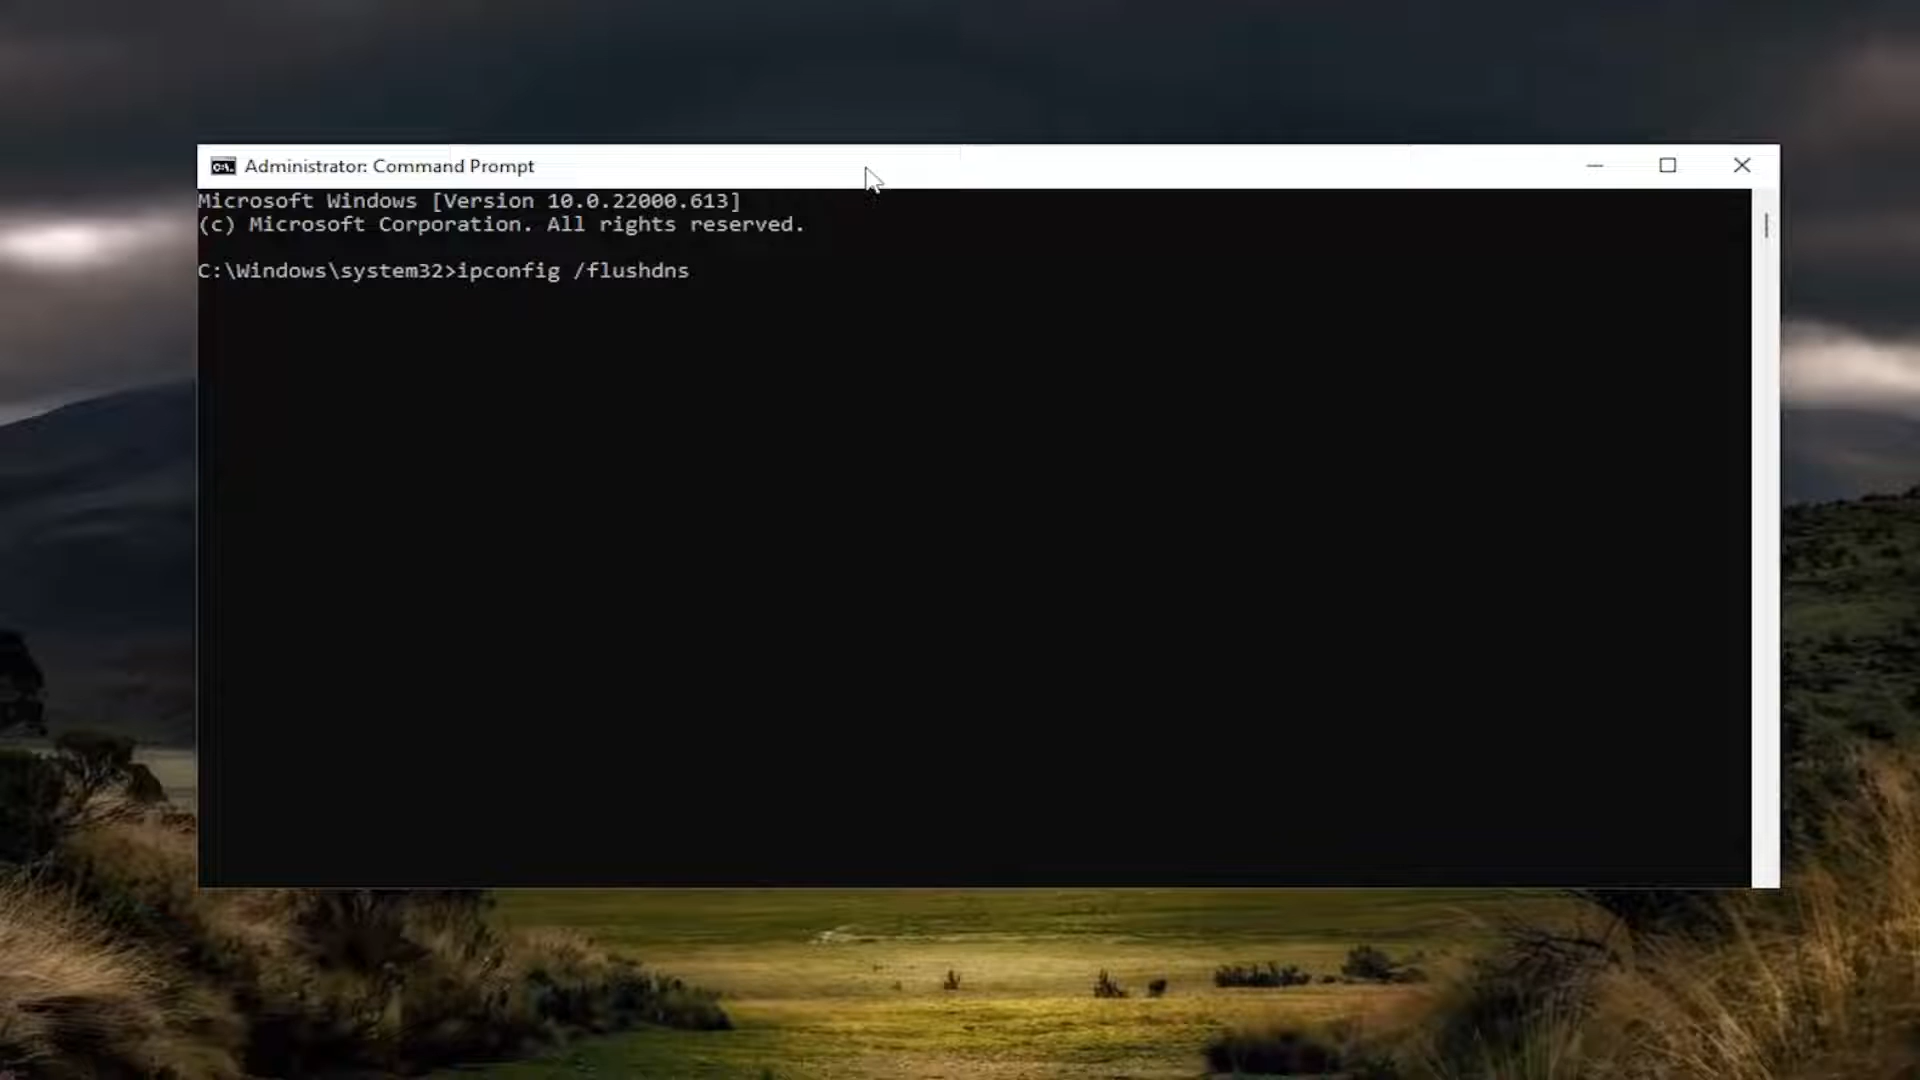 Administrator: Command Prompt
Microsoft Windows [Version 10.0.22000.613]
(c) Microsoft Corporation. All rights reserved.
C:\Windows\system32>ipconfig /flushdns